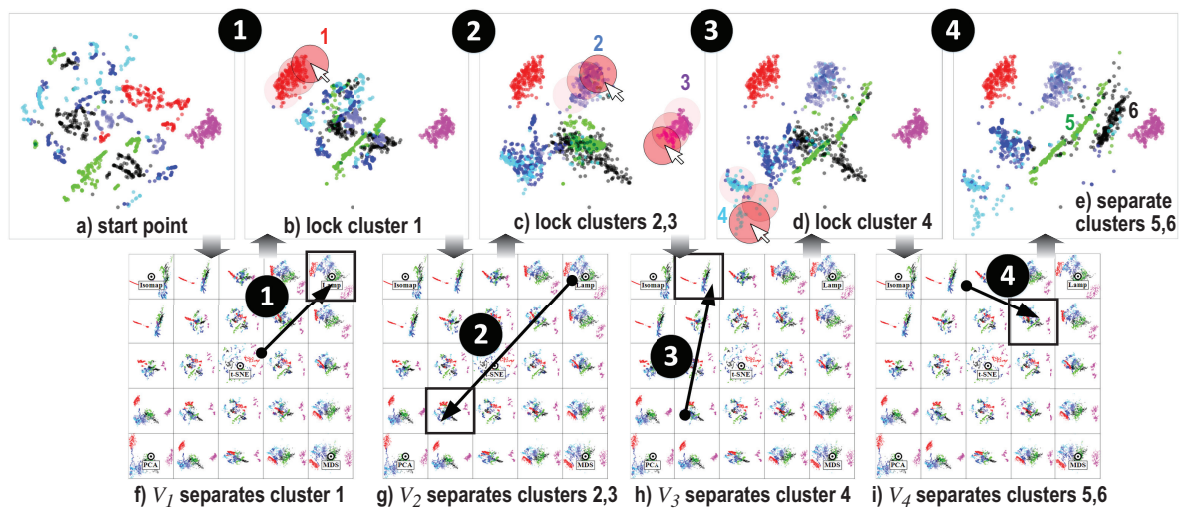 1
2
3
4
1
2
3
4
5
6
a) start point
b) lock cluster 1
c) lock clusters 2,3
d) lock cluster 4
e) separate
clusters 5,6
Isomap
Lamp
1
t-SNE
PCA
MDS
f) V1 separates cluster 1
Isomap
Lamp
2
-SNE
PCA
MDS
g) V2 separates clusters 2,3
Isomap
Lamp
3
t-SNE
PCA
MDS
h) V3 separates cluster 4
Isomap
Lamp
4
t-SNE
PCA
MDS
i) V4 separates clusters 5,6